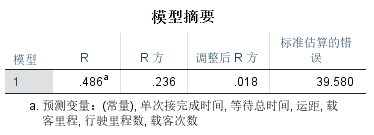 模型摘要
模型 R R 方 调整后 R 方 标准估算的错误
1 .486a .236 .018 39.580
a. 预测变量：(常量), 单次接完成时间, 等待总时间, 运距, 载
客里程, 行驶里程数, 载客次数